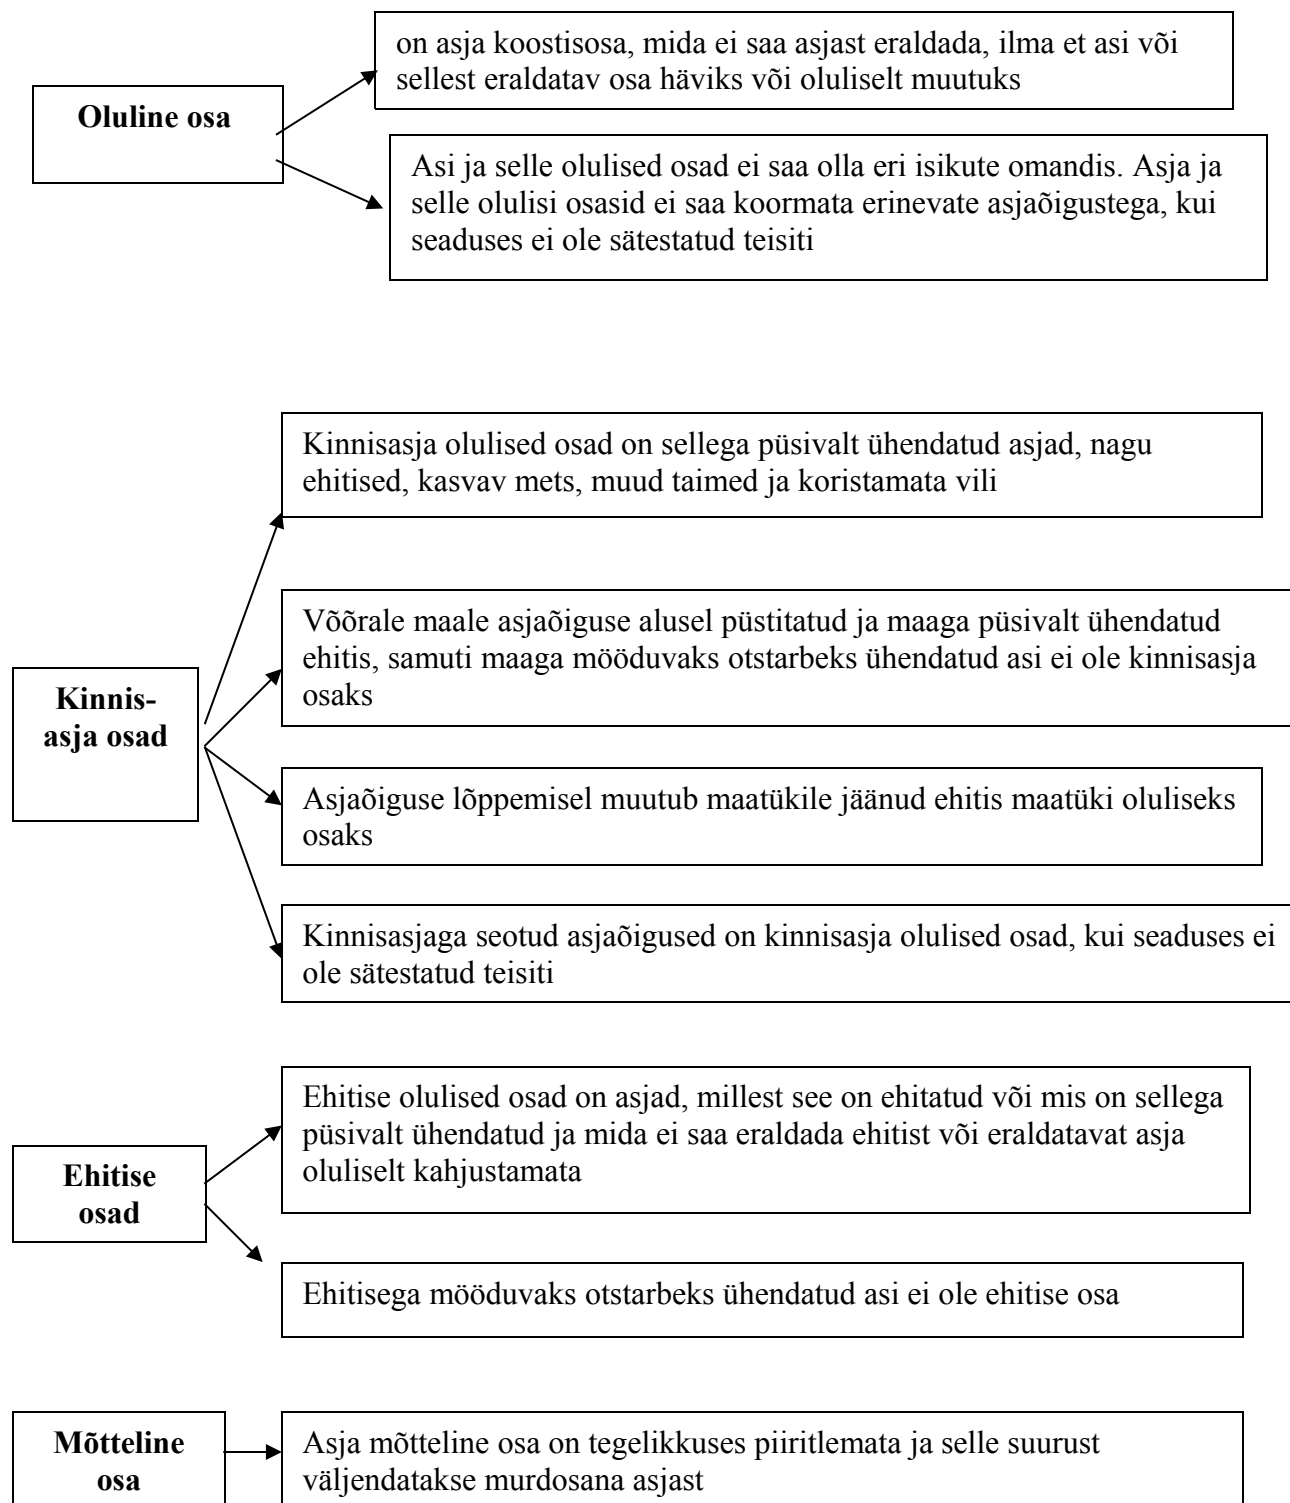 Oluline osa
on asja koostisosa, mida ei saa asjast eraldada, ilma et asi või
sellest eraldatav osa häviks või oluliselt muutuks
Asi ja selle olulised osad ei saa olla eri isikute omandis. Asja ja
selle olulisi osasid ei saa koormata erinevate asjaõigustega, kui
seaduses ei ole sätestatud teisiti
Kinnis-
asja osad
Kinnisasja olulised osad on sellega püsivalt ühendatud asjad, nagu
ehitised, kasvav mets, muud taimed ja koristamata vili
Võõrale maale asjaõiguse alusel püstitatud ja maaga püsivalt ühendatud
ehitis, samuti maaga mööduvaks otstarbeks ühendatud asi ei ole kinnisasja
osaks
Asjaõiguse lõppemisel muutub maatükile jäänud ehitis maatüki oluliseks
osaks
Kinnisasjaga seotud asjaõigused on kinnisasja olulised osad, kui seaduses ei
ole sätestatud teisiti
Ehitise
osad
Ehitise olulised osad on asjad, millest see on ehitatud või mis on sellega
püsivalt ühendatud ja mida ei saa eraldada ehitist või eraldatavat asja
oluliselt kahjustamata
Ehitisega mööduvaks otstarbeks ühendatud asi ei ole ehitise osa
Mõtteline
osa
Asja mõtteline osa on tegelikkuses piiritlemata ja selle suurust
väljendatakse murdosana asjast